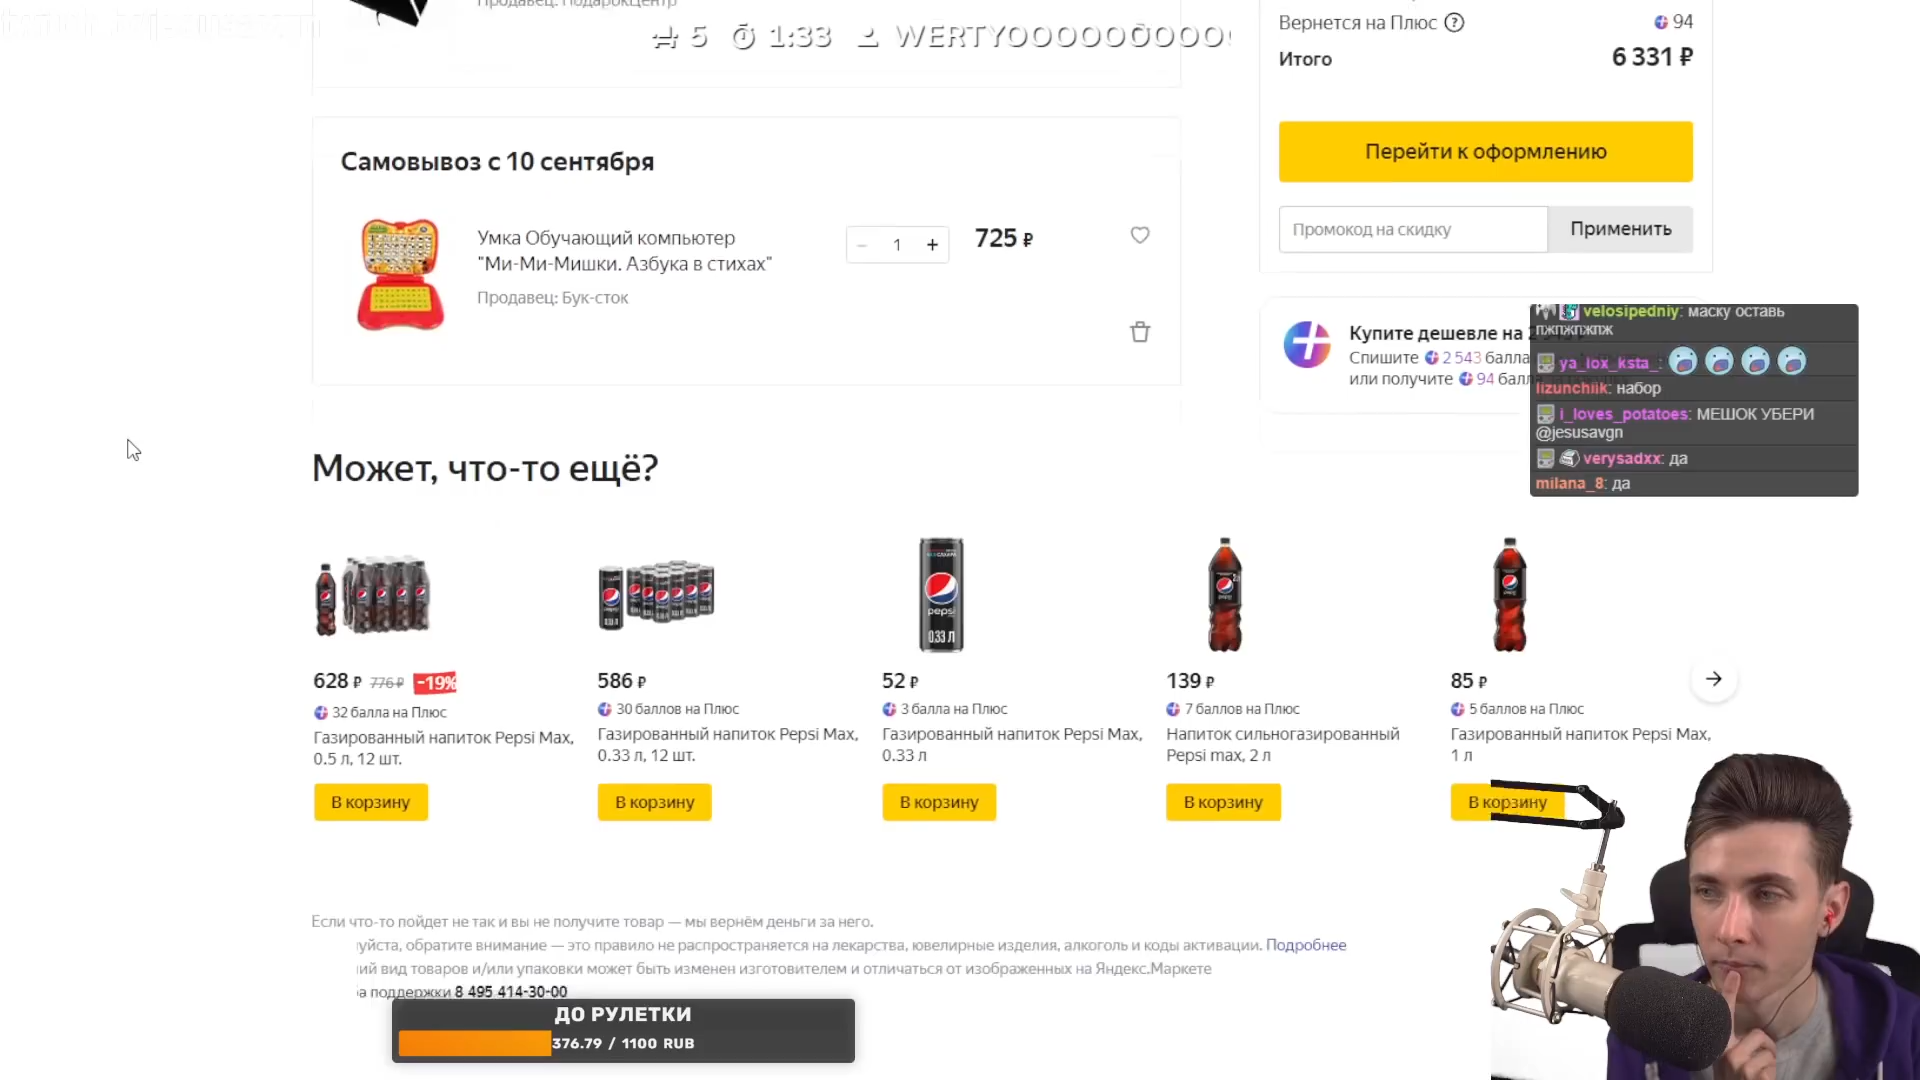 Продавец: ПодарокЦентр
5 1:33 WERTYOOOOOOOOO
Вернется на Плюс ? 94
Итого 6 331 ₽
Перейти к оформлению
Промокод на скидку Применить
Самовывоз с 10 сентября
Умка Обучающий компьютер
"Ми-Ми-Мишки. Азбука в стихах"
Продавец: Бук-сток
– 1 +
725 ₽
Купите дешевле на
Спишите 2 543 балла
или получите 94
velosipedniy: маску оставь
пжпжпжпж
ya_lox_ksta_:
lizunchiik: набор
i_loves_potatoes: МЕШОК УБЕРИ
@jesusavgn
verysadxx: да
milana_8: да
Может, что-то ещё?
pepsi
0.33 Л
628 ₽ 776 ₽ -19%
32 балла на Плюс
Газированный напиток Pepsi Max,
0.5 л, 12 шт.
В корзину
586 ₽
30 баллов на Плюс
Газированный напиток Pepsi Max,
0.33 л, 12 шт.
В корзину
52 ₽
3 балла на Плюс
Газированный напиток Pepsi Max,
0.33 л
В корзину
139 ₽
7 баллов на Плюс
Напиток сильногазированный
Pepsi max, 2 л
В корзину
85 ₽
5 баллов на Плюс
Газированный напиток Pepsi Max,
1 л
В корзину
Если что-то пойдет не так и вы не получите товар — мы вернём деньги за него.
обратите внимание — это правило не распространяется на лекарства, ювелирные изделия, алкоголь и коды активации. Подробнее
вид товаров и/или упаковки может быть изменен изготовителем и отличаться от изображенных на Яндекс.Маркете
поддержки 8 495 414-30-00
ДО РУЛЕТКИ
376.79 / 1100 RUB